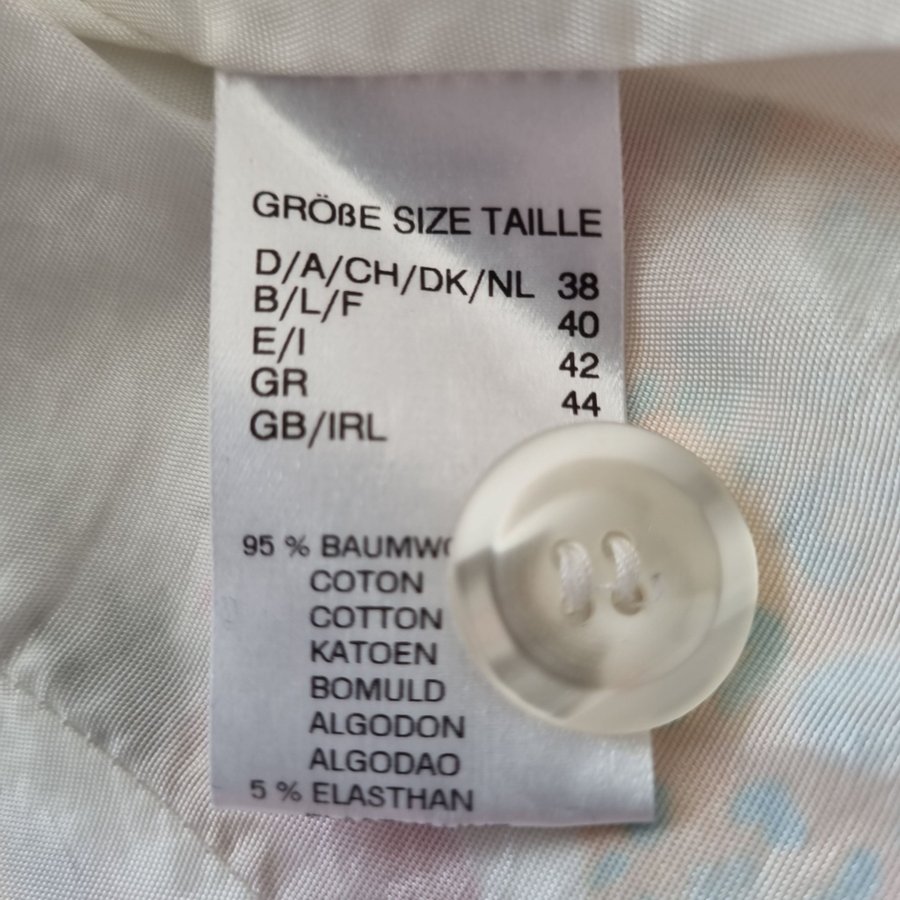 GRÖßE SIZE TAILLE
D/A/CH/DK/NL 38
B/L/F 40
E/I 42
GR 44
GB/IRL
95 %
COTON
COTTON
KATOEN
BOMULD
ALGODON
ALGODAO
5 % ELASTHAN